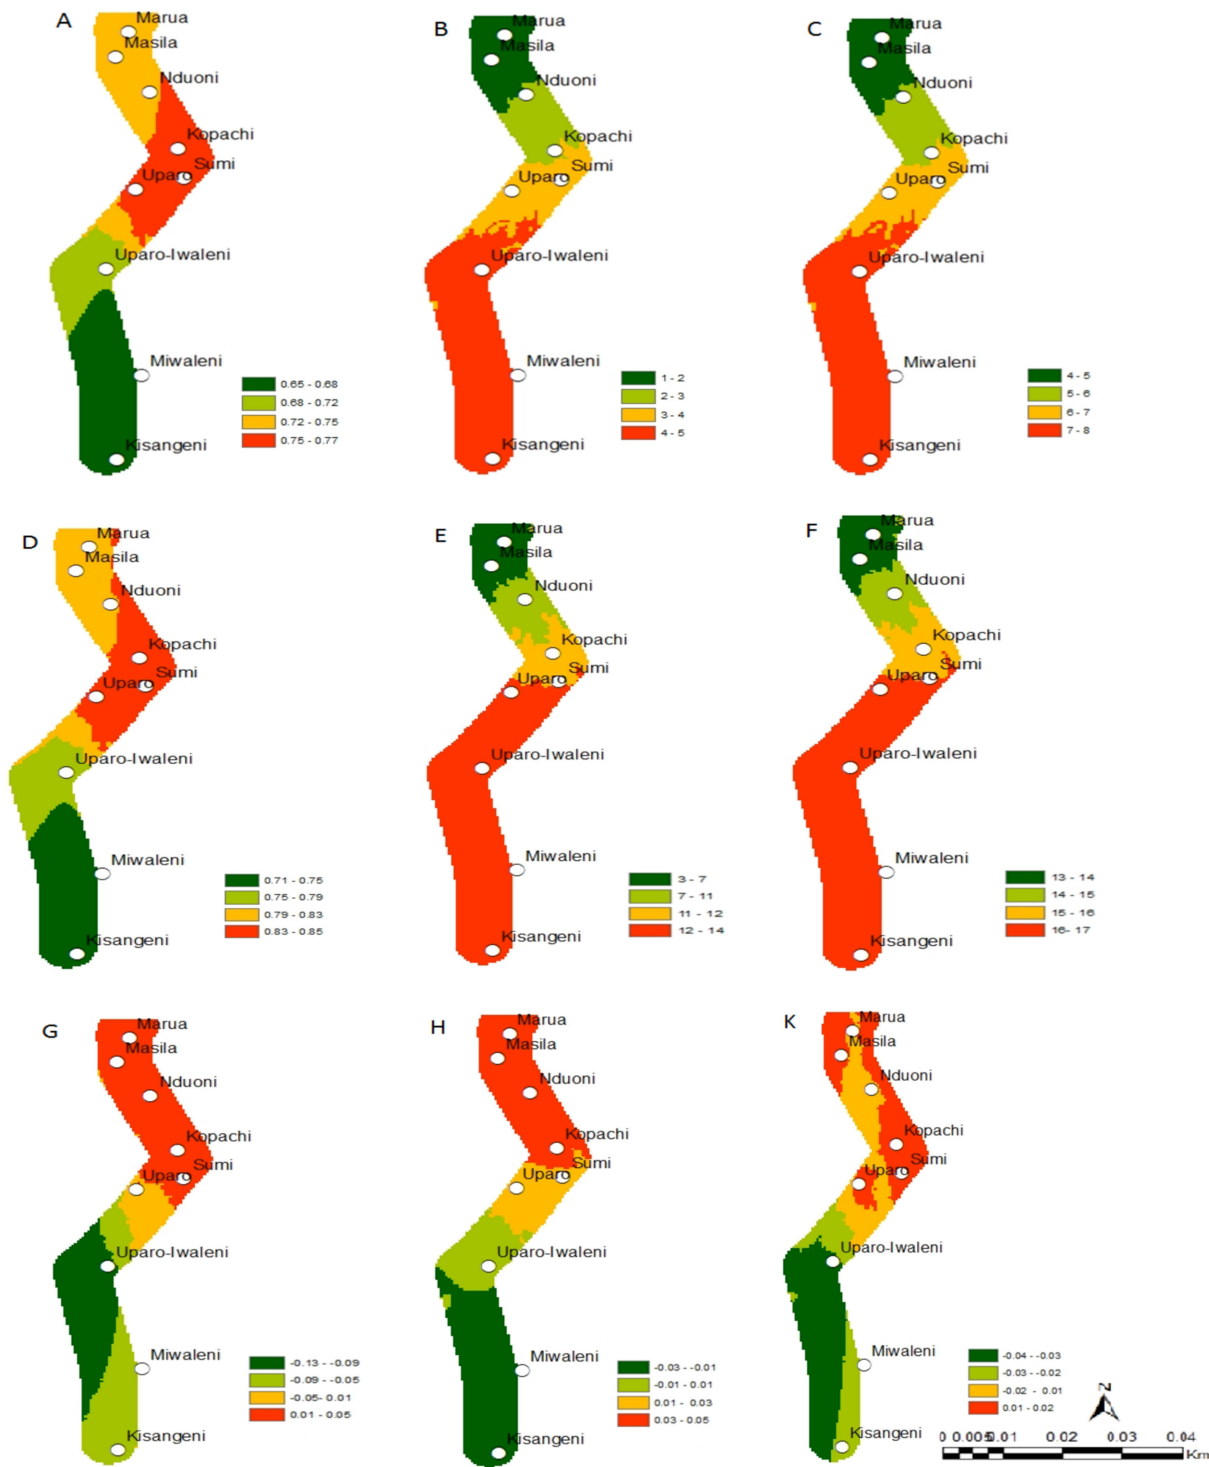 A
Marua
Masila
Nduoni
Kopachi
Sumi
Uparo
Uparo-Iwaleni
Miwaleni
Kisangeni
0.65 - 0.68
0.68 - 0.72
0.72 - 0.75
0.75 - 0.77
B
Marua
Masila
Nduoni
Kopachi
Sumi
Uparo
Uparo-Iwaleni
Miwaleni
Kisangeni
1 - 2
2 - 3
3 - 4
4 - 5
C
Marua
Masila
Nduoni
Kopachi
Sumi
Uparo
Uparo-Iwaleni
Miwaleni
Kisangeni
4 - 5
5 - 6
6 - 7
7 - 8
D
Marua
Masila
Nduoni
Kopachi
Sumi
Uparo
Uparo-Iwaleni
Miwaleni
Kisangeni
0.71 - 0.75
0.75 - 0.79
0.79 - 0.83
0.83 - 0.85
E
Marua
Masila
Nduoni
Kopachi
Sumi
Uparo
Uparo-Iwaleni
Miwaleni
Kisangeni
3 - 7
7 - 11
11 - 12
12 - 14
F
Marua
Masila
Nduoni
Kopachi
Sumi
Uparo
Uparo-Iwaleni
Miwaleni
Kisangeni
13 - 14
14 - 15
15 - 16
16- 17
G
Marua
Masila
Nduoni
Kopachi
Sumi
Uparo
Uparo-Iwaleni
Miwaleni
Kisangeni
-0.13 - -0.09
-0.09 - -0.05
-0.05- 0.01
0.01 - 0.05
H
Marua
Masila
Nduoni
Kopachi
Sumi
Uparo
Uparo-Iwaleni
Miwaleni
Kisangeni
-0.03 - -0.01
-0.01 - 0.01
0.01 - 0.03
0.03 - 0.05
K
Marua
Masila
Nduoni
Kopachi
Sumi
Uparo
Uparo-Iwaleni
Miwaleni
Kisangeni
-0.04 - -0.03
-0.03 - -0.02
-0.02 - 0.01
0.01 - 0.02
N
0 0.005 0.01 0.02 0.03 0.04
Km